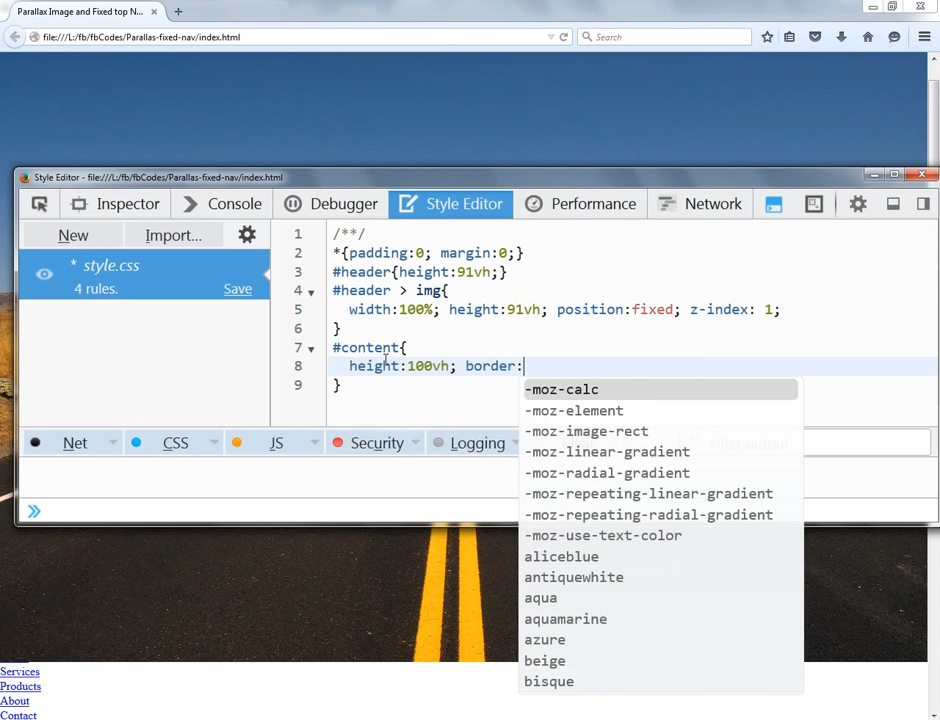 Parallax Image and Fixed top N...
file:///L:/fb/fbCodes/Parallas-fixed-nav/index.html
Search
Style Editor - file:///L:/fb/fbCodes/Parallas-fixed-nav/index.html
Inspector
Console
Debugger
Style Editor
Performance
Network
New
Import...
* style.css
4 rules.
Save
1 /**/
2 *{padding:0; margin:0;}
3 #header{height:91vh;}
4 #header > img{
5 width:100%; height:91vh; position:fixed; z-index: 1;
6 }
7 #content{
8 height:100vh; border:
9 }
-moz-calc
-moz-element
-moz-image-rect
-moz-linear-gradient
-moz-radial-gradient
-moz-repeating-linear-gradient
-moz-repeating-radial-gradient
-moz-use-text-color
aliceblue
antiquewhite
aqua
aquamarine
azure
beige
bisque
Net
CSS
JS
Security
Logging
Filter output
Services
Products
About
Contact